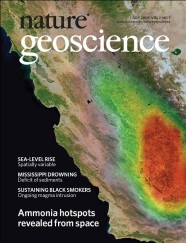 nature
geoscience
SEA-LEVEL RISE
Spatially variable
MISSISSIPPI DROWNING
Deficit of sediments
SUSTAINING BLACK SMOKERS
Ongoing magma intrusion
Ammonia hotspots
revealed from space